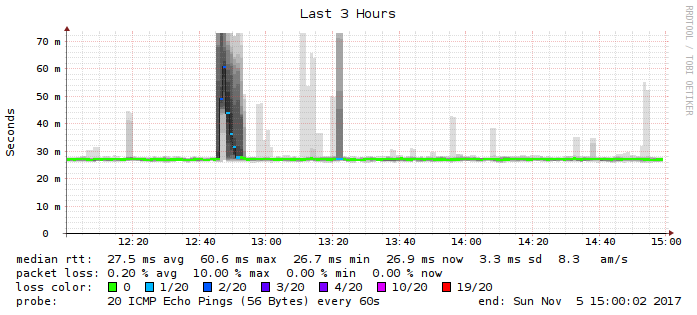 Last 3 Hours
RRDTOOL / TOBI OETIKER
Seconds
70 m
60 m
50 m
40 m
30 m
20 m
10 m
0
12:20 12:40 13:00 13:20 13:40 14:00 14:20 14:40 15:00
median rtt: 27.5 ms avg 60.6 ms max 26.7 ms min 26.9 ms now 3.3 ms sd 8.3 am/s
packet loss: 0.20 % avg 10.00 % max 0.00 % min 0.00 % now
loss color: 0 1/20 2/20 3/20 4/20 10/20 19/20
probe: 20 ICMP Echo Pings (56 Bytes) every 60s end: Sun Nov 5 15:00:02 2017